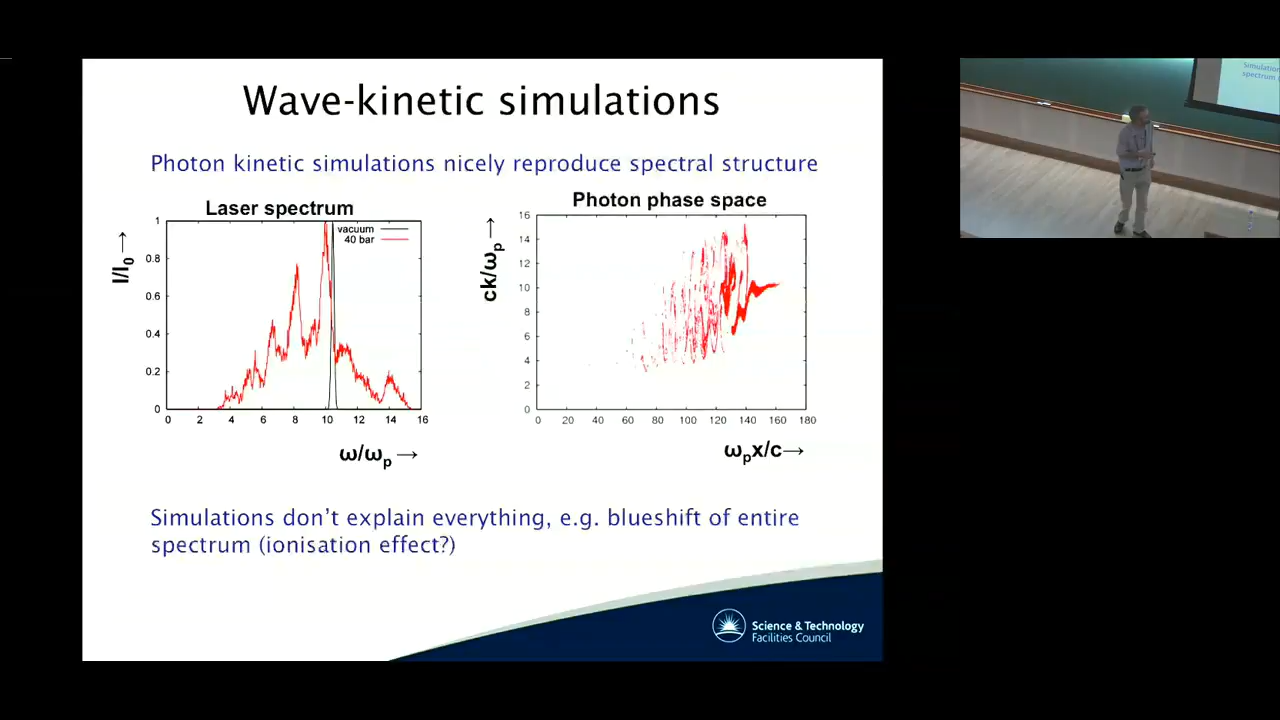 Wave-kinetic simulations
Photon kinetic simulations nicely reproduce spectral structure
Laser spectrum
I/I0 →
1
0.8
0.6
0.4
0.2
0
vacuum
40 bar
0 2 4 6 8 10 12 14 16
ω/ωp →
Photon phase space
ck/ωp →
16
14
12
10
8
6
4
2
0
0 20 40 60 80 100 120 140 160 180
ωpx/c→
Simulations don't explain everything, e.g. blueshift of entire
spectrum (ionisation effect?)
Science & Technology
Facilities Council
Simulation
spectrum